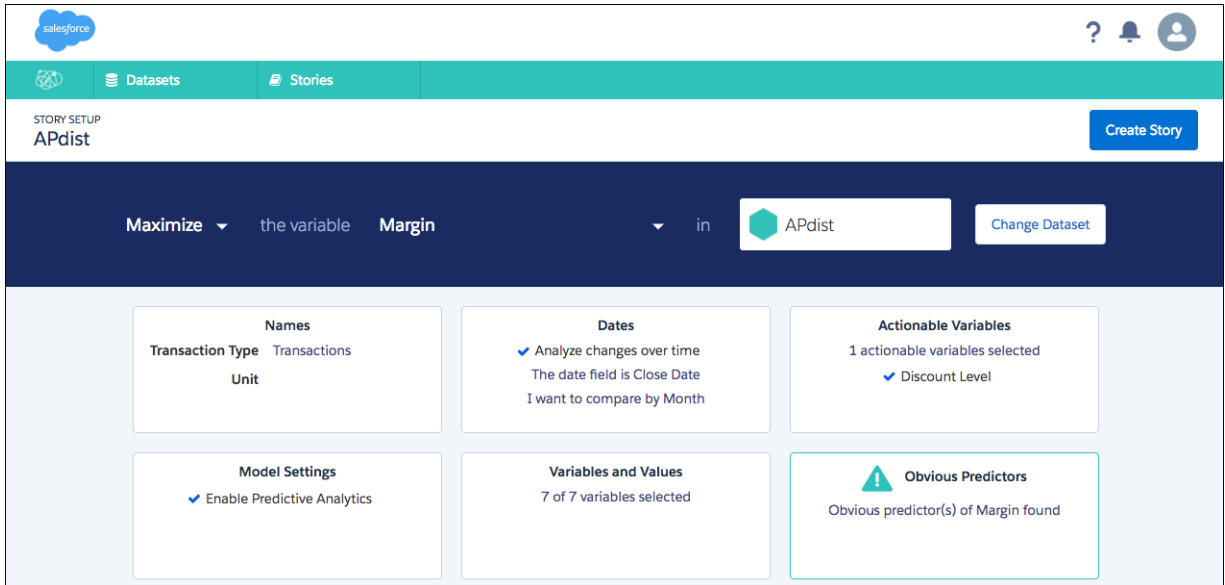 salesforce
?
Datasets
Stories
STORY SETUP
APdist
Create Story
Maximize the variable Margin in APdist Change Dataset
Names
Transaction Type Transactions
Unit
Dates
Analyze changes over time
The date field is Close Date
I want to compare by Month
Actionable Variables
1 actionable variables selected
Discount Level
Model Settings
Enable Predictive Analytics
Variables and Values
7 of 7 variables selected
Obvious Predictors
Obvious predictor(s) of Margin found